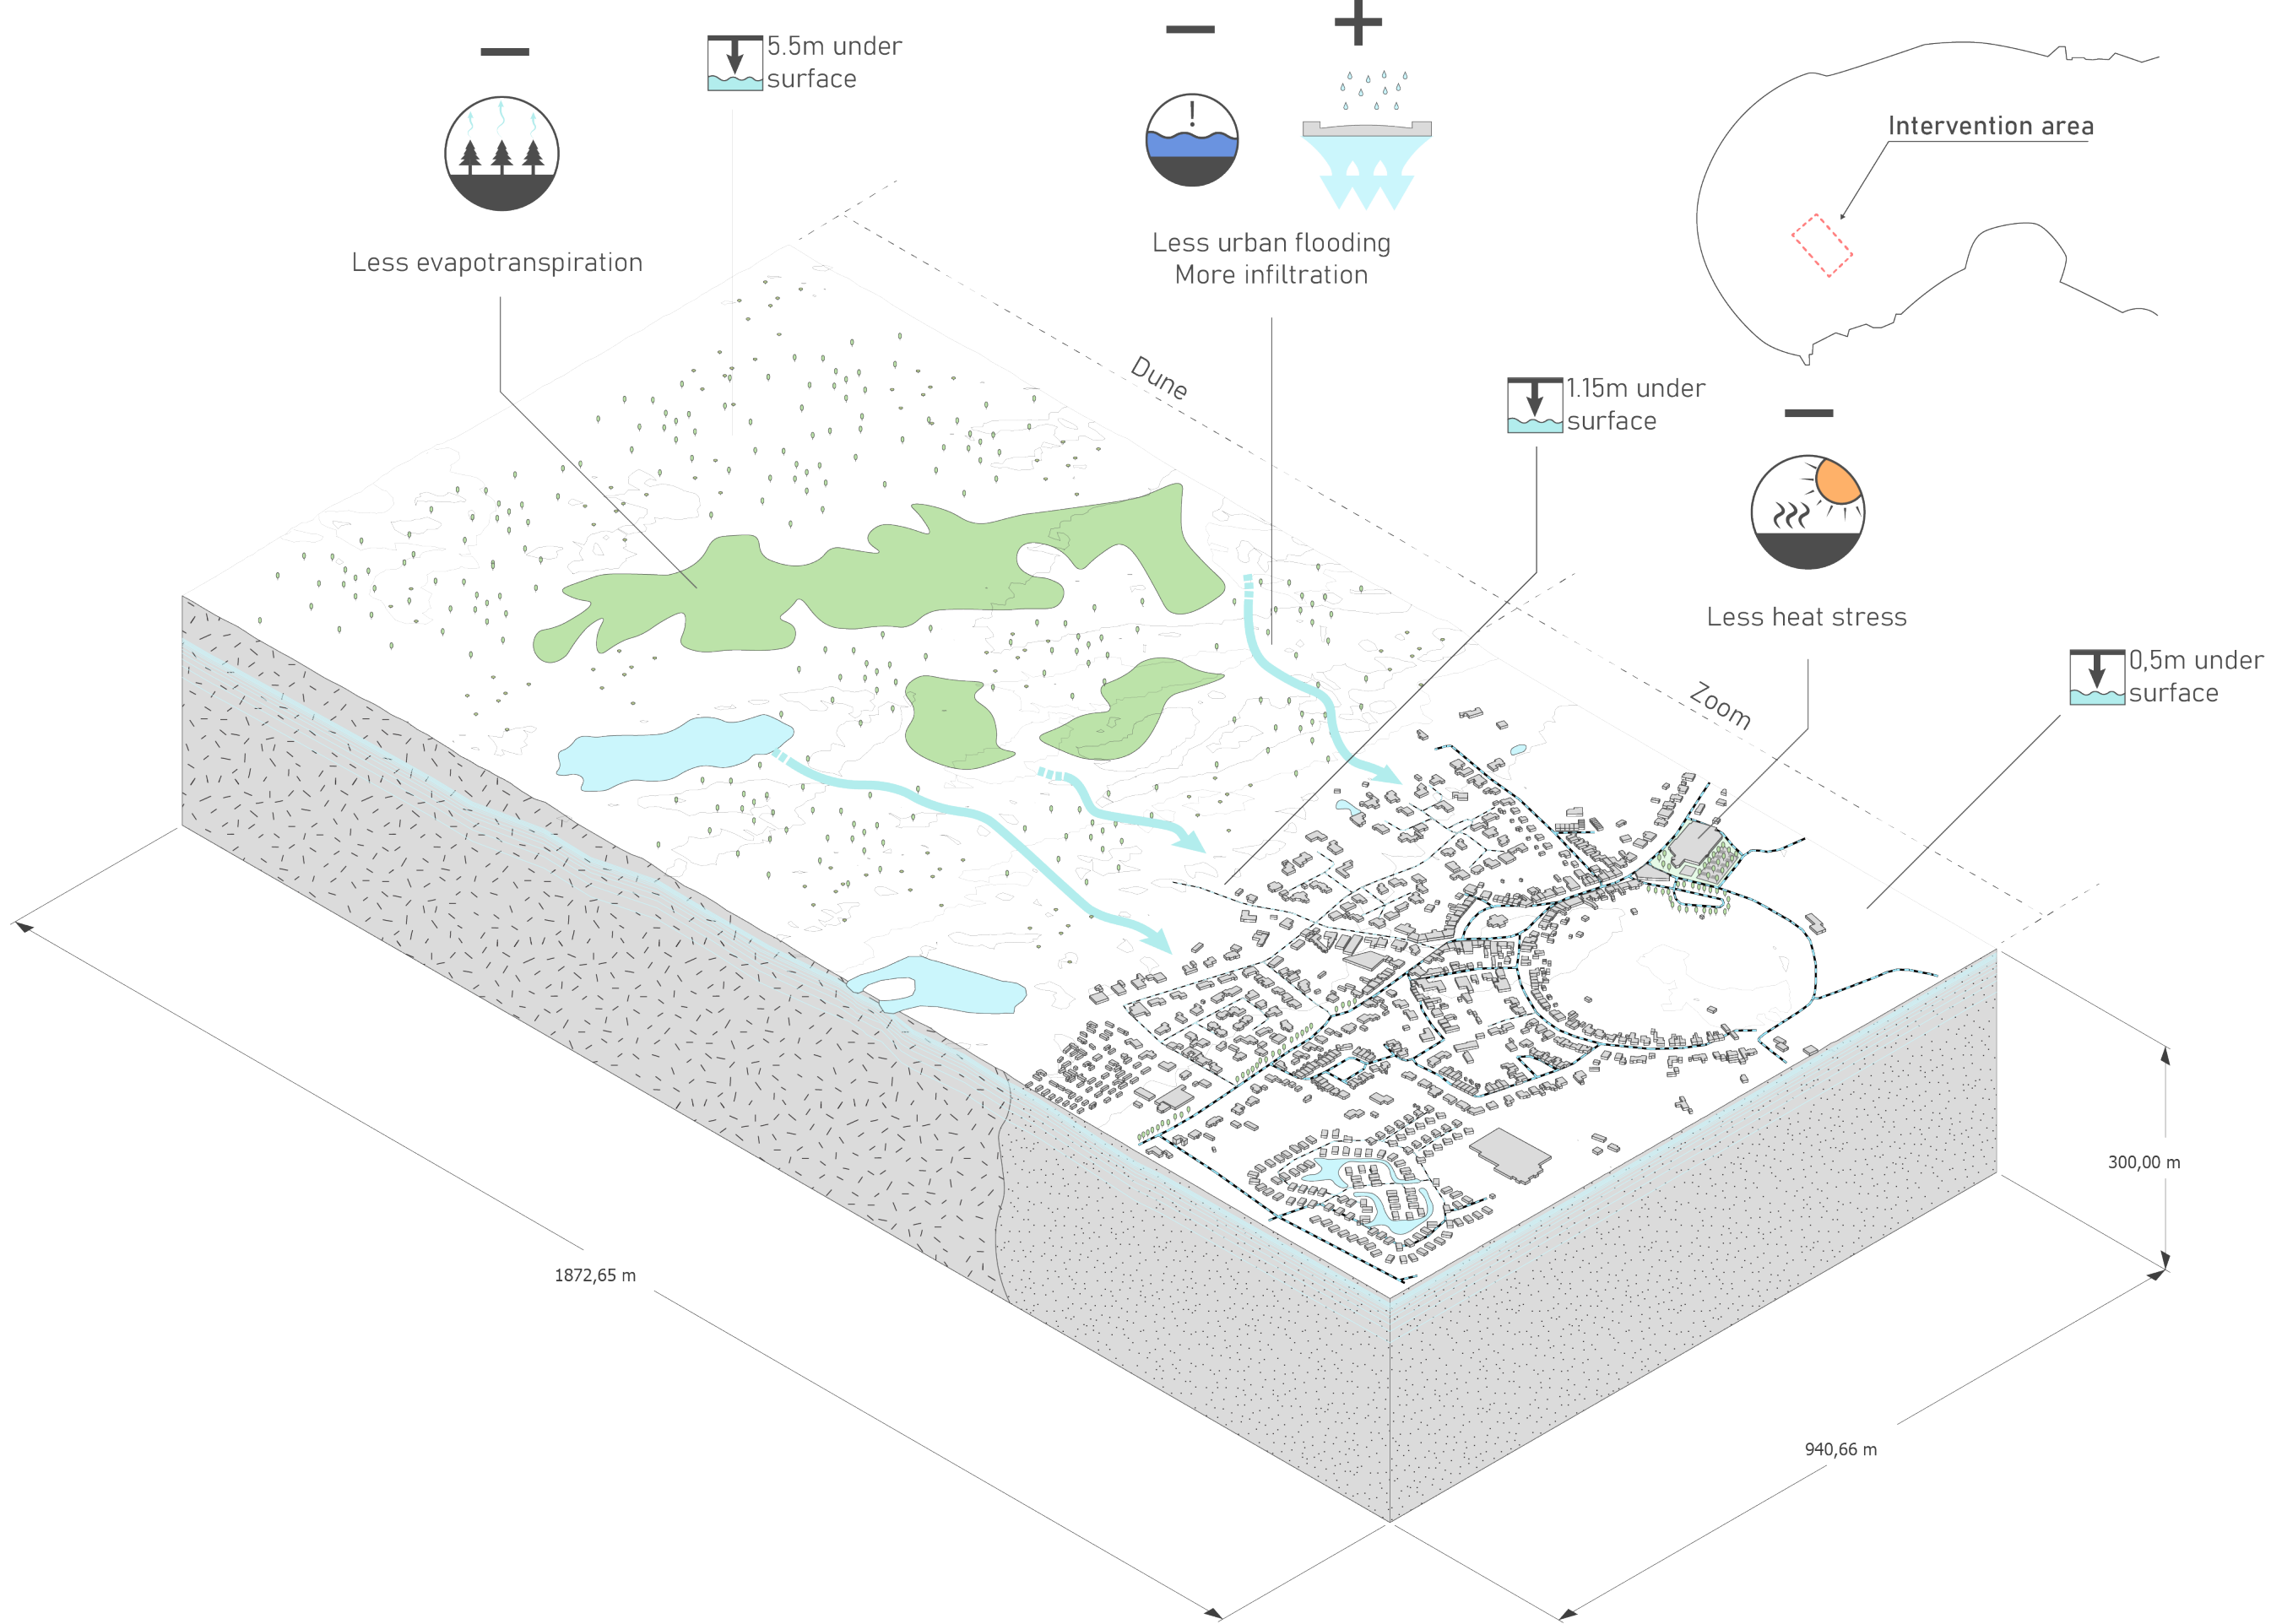 5.5m under
surface
!
Intervention area
Less urban flooding
More infiltration
Less evapotranspiration
Dune
1.15m under
surface
Less heat stress
0,5m under
surface
Zoom
300,00 m
1872,65 m
940,66 m